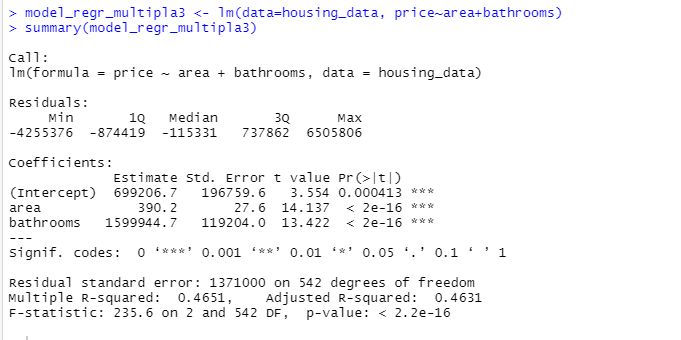 > model_regr_multipla3 <- lm(data=housing_data, price~area+bathrooms)
> summary(model_regr_multipla3)
Call:
lm(formula = price ~ area + bathrooms, data = housing_data)
Residuals:
Min 1Q Median 3Q Max
-4255376 -874419 -115331 737862 6505806
Coefficients:
Estimate Std. Error t value Pr(>|t|)
(Intercept) 699206.7 196759.6 3.554 0.000413 ***
area 390.2 27.6 14.137 < 2e-16 ***
bathrooms 1599944.7 119204.0 13.422 < 2e-16 ***
---
Signif. codes: 0 ‘***’ 0.001 ‘**’ 0.01 ‘*’ 0.05 ‘.’ 0.1 ‘ ’ 1
Residual standard error: 1371000 on 542 degrees of freedom
Multiple R-squared: 0.4651, Adjusted R-squared: 0.4631
F-statistic: 235.6 on 2 and 542 DF, p-value: < 2.2e-16